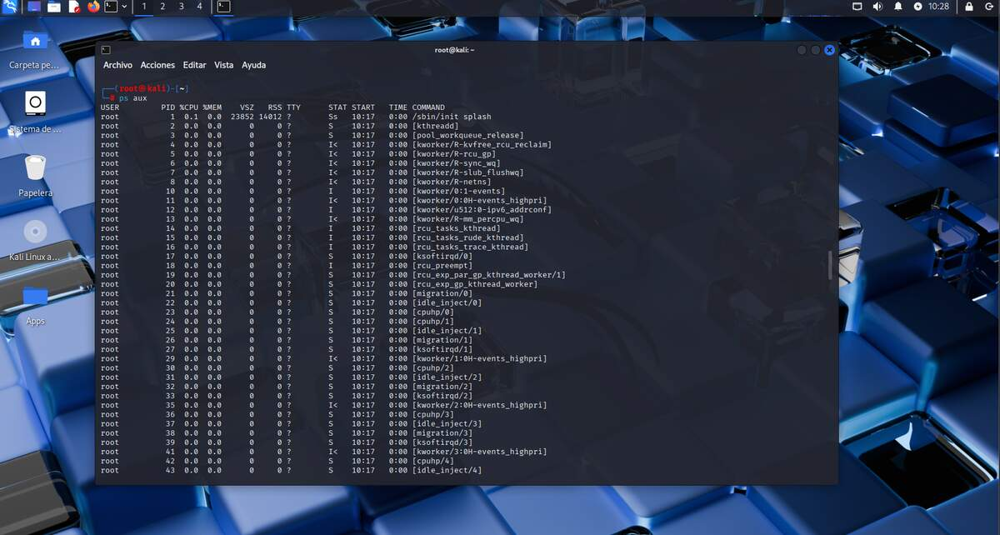 1 2 3 4
10:28
Carpeta pe...
Sistema de ...
Papelera
Kali Linux a...
Apps
root@kali: ~
Archivo Acciones Editar Vista Ayuda
┌──(root㉿kali)-[~]
└─# ps aux
USER PID %CPU %MEM VSZ RSS TTY STAT START TIME COMMAND
root 1 0.1 0.0 23852 14012 ? Ss 10:17 0:00 /sbin/init splash
root 2 0.0 0.0 0 0 ? S 10:17 0:00 [kthreadd]
root 3 0.0 0.0 0 0 ? S 10:17 0:00 [pool_workqueue_release]
root 4 0.0 0.0 0 0 ? I< 10:17 0:00 [kworker/R-kvfree_rcu_reclaim]
root 5 0.0 0.0 0 0 ? I< 10:17 0:00 [kworker/R-rcu_gp]
root 6 0.0 0.0 0 0 ? I< 10:17 0:00 [kworker/R-sync_wq]
root 7 0.0 0.0 0 0 ? I< 10:17 0:00 [kworker/R-slub_flushwq]
root 8 0.0 0.0 0 0 ? I< 10:17 0:00 [kworker/R-netns]
root 10 0.0 0.0 0 0 ? I 10:17 0:00 [kworker/0:1-events]
root 11 0.0 0.0 0 0 ? I< 10:17 0:00 [kworker/0:0H-events_highpri]
root 12 0.0 0.0 0 0 ? I 10:17 0:00 [kworker/u512:0-ipv6_addrconf]
root 13 0.0 0.0 0 0 ? I< 10:17 0:00 [kworker/R-mm_percpu_wq]
root 14 0.0 0.0 0 0 ? I 10:17 0:00 [rcu_tasks_kthread]
root 15 0.0 0.0 0 0 ? I 10:17 0:00 [rcu_tasks_rude_kthread]
root 16 0.0 0.0 0 0 ? I 10:17 0:00 [rcu_tasks_trace_kthread]
root 17 0.0 0.0 0 0 ? S 10:17 0:00 [ksoftirqd/0]
root 18 0.0 0.0 0 0 ? I 10:17 0:00 [rcu_preempt]
root 19 0.0 0.0 0 0 ? S 10:17 0:00 [rcu_exp_par_gp_kthread_worker/1]
root 20 0.0 0.0 0 0 ? S 10:17 0:00 [rcu_exp_gp_kthread_worker]
root 21 0.0 0.0 0 0 ? S 10:17 0:00 [migration/0]
root 22 0.0 0.0 0 0 ? S 10:17 0:00 [idle_inject/0]
root 23 0.0 0.0 0 0 ? S 10:17 0:00 [cpuhp/0]
root 24 0.0 0.0 0 0 ? S 10:17 0:00 [cpuhp/1]
root 25 0.0 0.0 0 0 ? S 10:17 0:00 [idle_inject/1]
root 26 0.0 0.0 0 0 ? S 10:17 0:00 [migration/1]
root 27 0.0 0.0 0 0 ? S 10:17 0:00 [ksoftirqd/1]
root 29 0.0 0.0 0 0 ? I< 10:17 0:00 [kworker/1:0H-events_highpri]
root 30 0.0 0.0 0 0 ? S 10:17 0:00 [cpuhp/2]
root 31 0.0 0.0 0 0 ? S 10:17 0:00 [idle_inject/2]
root 32 0.0 0.0 0 0 ? S 10:17 0:00 [migration/2]
root 33 0.0 0.0 0 0 ? S 10:17 0:00 [ksoftirqd/2]
root 35 0.0 0.0 0 0 ? I< 10:17 0:00 [kworker/2:0H-events_highpri]
root 36 0.0 0.0 0 0 ? S 10:17 0:00 [cpuhp/3]
root 37 0.0 0.0 0 0 ? S 10:17 0:00 [idle_inject/3]
root 38 0.0 0.0 0 0 ? S 10:17 0:00 [migration/3]
root 39 0.0 0.0 0 0 ? S 10:17 0:00 [ksoftirqd/3]
root 41 0.0 0.0 0 0 ? I< 10:17 0:00 [kworker/3:0H-events_highpri]
root 42 0.0 0.0 0 0 ? S 10:17 0:00 [cpuhp/4]
root 43 0.0 0.0 0 0 ? S 10:17 0:00 [idle_inject/4]